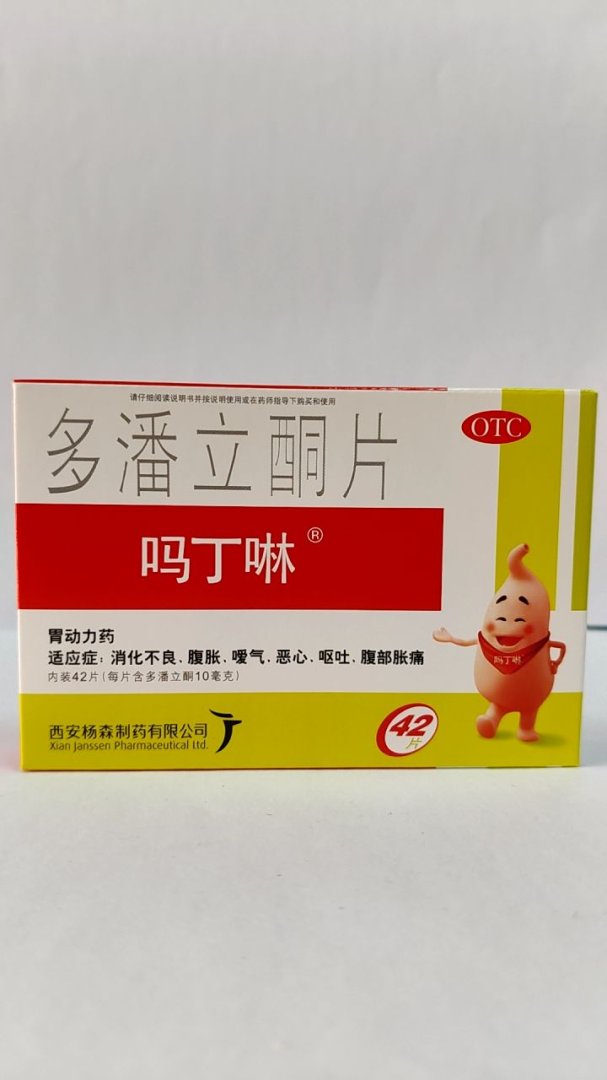 请仔细阅读说明书并按说明使用或在药师指导下购买和使用
多潘立酮片
OTC
吗丁啉®
胃动力药
适应症：消化不良、腹胀、嗳气、恶心、呕吐、腹部胀痛
内装42片(每片含多潘立酮10毫克)
吗丁啉
西安杨森制药有限公司
Xian Janssen Pharmaceutical Ltd.
42
片